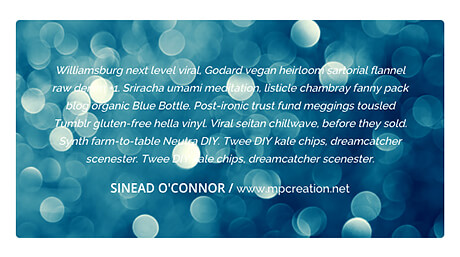 Williamsburg next level viral, Godard vegan heirloom sartorial flannel
raw denim +1. Sriracha umami meditation, listicle chambray fanny pack
blog organic Blue Bottle. Post-ironic trust fund meggings tousled
Tumblr gluten-free hella vinyl. Viral seitan chillwave, before they sold.
Synth farm-to-table Neutra DIY. Twee DIY kale chips, dreamcatcher
scenester. Twee DIY kale chips, dreamcatcher scenester.
SINEAD O'CONNOR / www.mpcreation.net